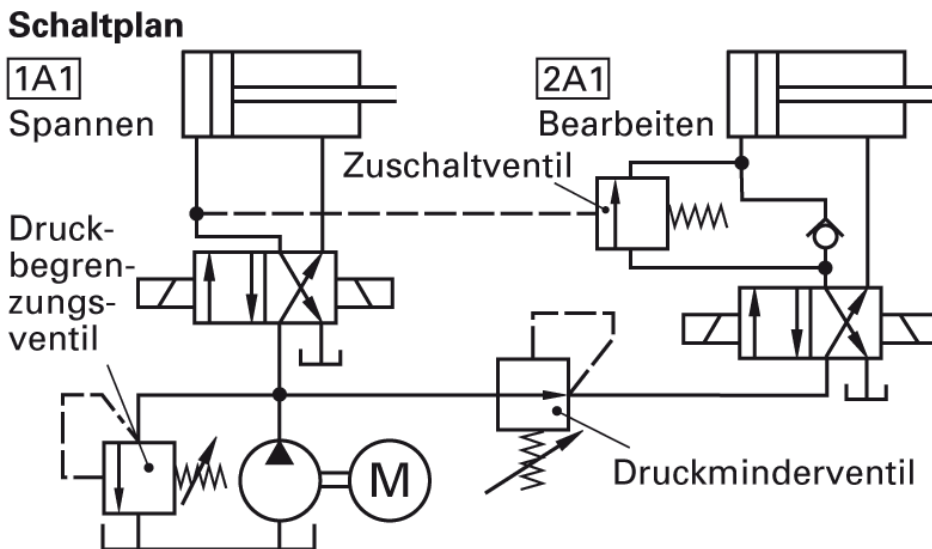 Schaltplan
1A1
Spannen
2A1
Bearbeiten
Zuschaltventil
Druck-
begren-
zungs-
ventil
M
Druckminderventil